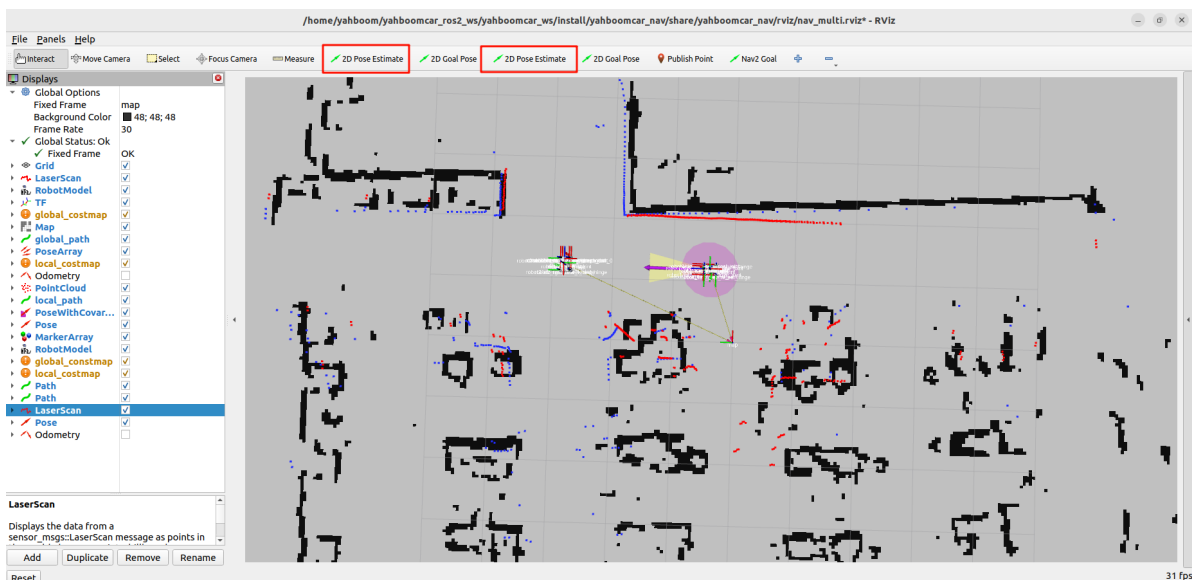 /home/yahboom/yahboomcar_ros2_ws/yahboomcar_ws/install/yahboomcar_nav/share/yahboomcar_nav/rviz/nav_multi.rviz* - RViz
File Panels Help
Interact Move Camera Select Focus Camera Measure 2D Pose Estimate 2D Goal Pose 2D Pose Estimate 2D Goal Pose Publish Point Nav2 Goal
Displays
Global Options
Fixed Frame map
Background Color 48; 48; 48
Frame Rate 30
Global Status: Ok
Fixed Frame OK
Grid
LaserScan
RobotModel
TF
global_costmap
Map
global_path
PoseArray
local_costmap
Odometry
PointCloud
local_path
PoseWithCovar...
Pose
MarkerArray
RobotModel
global_constmap
local_costmap
Path
Path
LaserScan
Pose
Odometry
LaserScan
Displays the data from a
sensor_msgs::LaserScan message as points in
Add Duplicate Remove Rename
Reset
31 fps